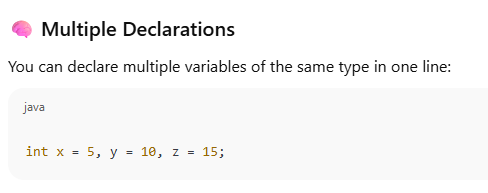 🧠 Multiple Declarations
You can declare multiple variables of the same type in one line:
java
int x = 5, y = 10, z = 15;